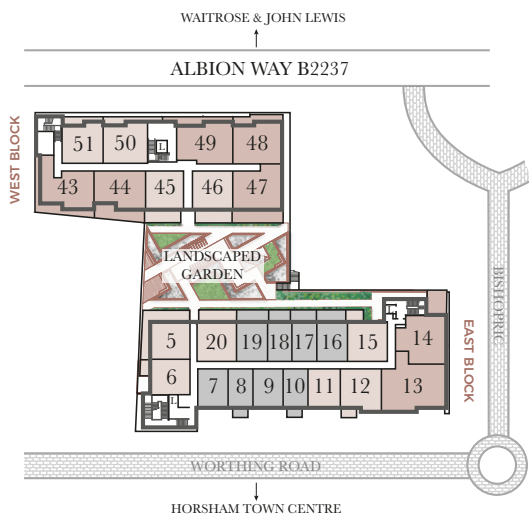 WAITROSE & JOHN LEWIS
ALBION WAY B2237
WEST BLOCK
51 50 L 49 48
43 44 45 46 47
LANDSCAPED
GARDEN
BISHOPRIC
5 20 19 18 17 16 15 14
EAST BLOCK
6 7 8 9 10 11 12 13
L
WORTHING ROAD
HORSHAM TOWN CENTRE